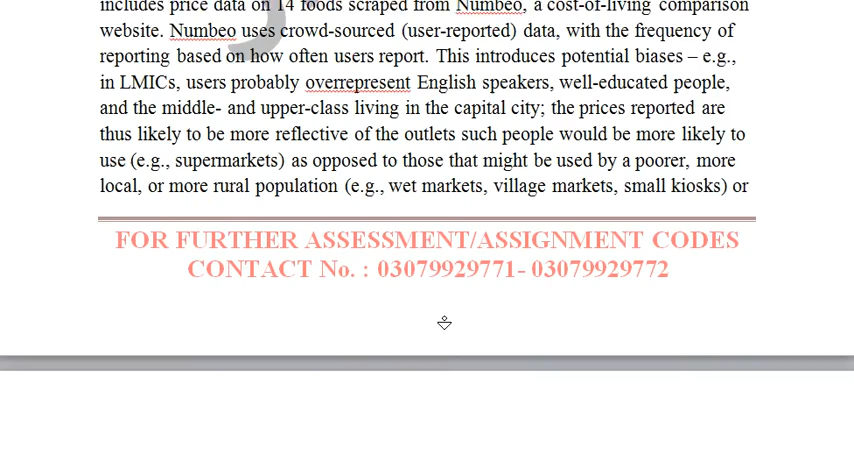 includes price data on 14 foods scraped from Numbeo, a cost-of-living comparison
website. Numbeo uses crowd-sourced (user-reported) data, with the frequency of
reporting based on how often users report. This introduces potential biases – e.g.,
in LMICs, users probably overrepresent English speakers, well-educated people,
and the middle- and upper-class living in the capital city; the prices reported are
thus likely to be more reflective of the outlets such people would be more likely to
use (e.g., supermarkets) as opposed to those that might be used by a poorer, more
local, or more rural population (e.g., wet markets, village markets, small kiosks) or
FOR FURTHER ASSESSMENT/ASSIGNMENT CODES
CONTACT No. : 03079929771- 03079929772